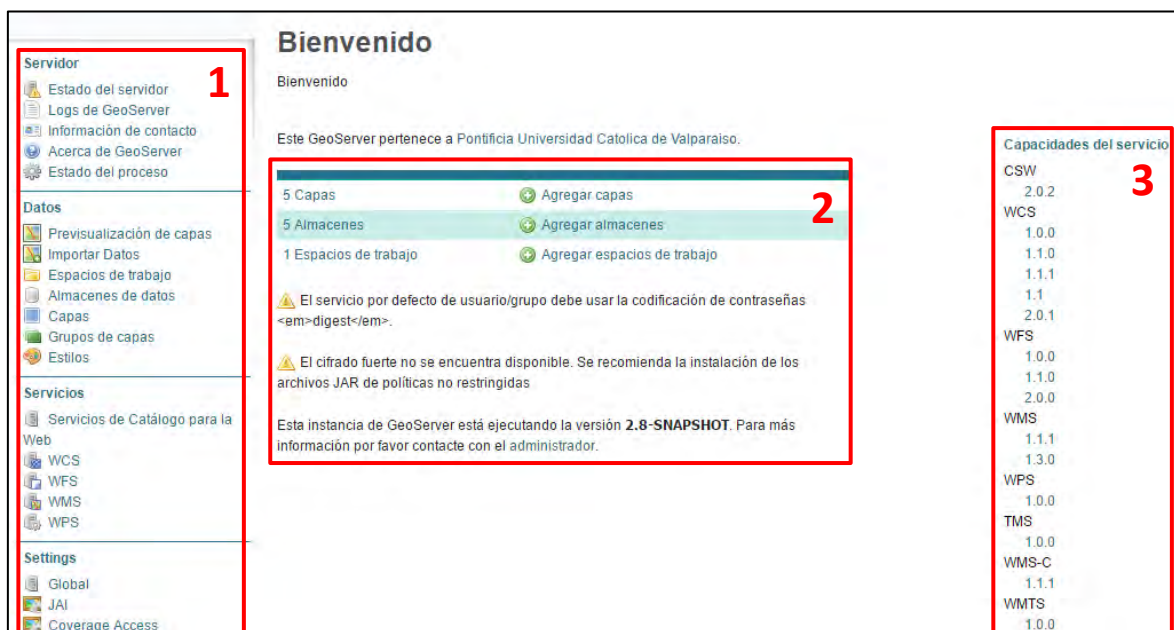 Servidor
1
Estado del servidor
Logs de GeoServer
Información de contacto
Acerca de GeoServer
Estado del proceso
Datos
Previsualización de capas
Importar Datos
Espacios de trabajo
Almacenes de datos
Capas
Grupos de capas
Estilos
Servicios
Servicios de Catálogo para la
Web
WCS
WFS
WMS
WPS
Settings
Global
JAI
Coverage Access
Bienvenido
Bienvenido
Este GeoServer pertenece a Pontificia Universidad Catolica de Valparaiso.
2
5 Capas Agregar capas
5 Almacenes Agregar almacenes
1 Espacios de trabajo Agregar espacios de trabajo
El servicio por defecto de usuario/grupo debe usar la codificación de contraseñas
<em>digest</em>.
El cifrado fuerte no se encuentra disponible. Se recomienda la instalación de los
archivos JAR de políticas no restringidas
Esta instancia de GeoServer está ejecutando la versión 2.8-SNAPSHOT. Para más
información por favor contacte con el administrador.
Capacidades del servicio
3
CSW
2.0.2
WCS
1.0.0
1.1.0
1.1.1
1.1
2.0.1
WFS
1.0.0
1.1.0
2.0.0
WMS
1.1.1
1.3.0
WPS
1.0.0
TMS
1.0.0
WMS-C
1.1.1
WMTS
1.0.0